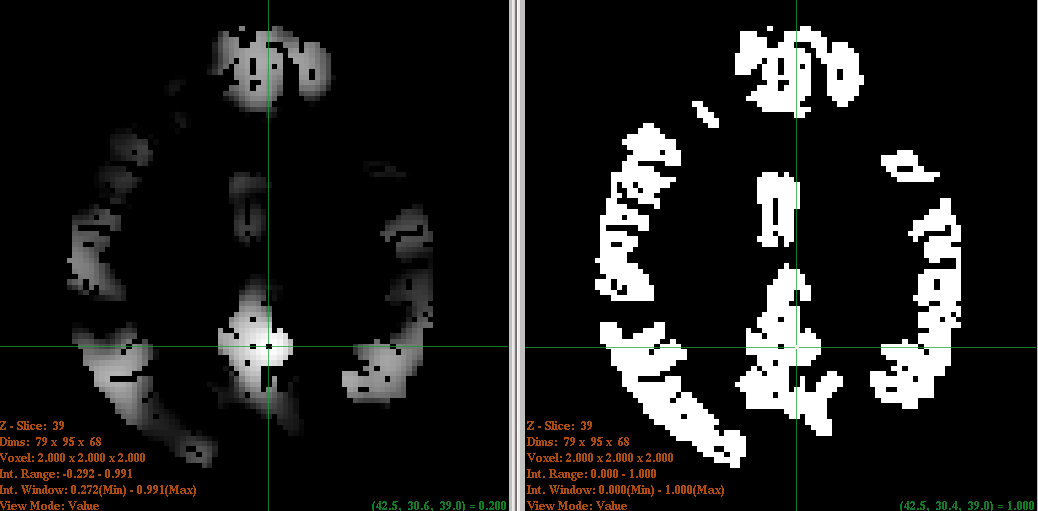 Z - Slice: 39
Dims: 79 x 95 x 68
Voxel: 2.000 x 2.000 x 2.000
Int. Range: -0.292 - 0.991
Int. Window: 0.272(Min) - 0.991(Max)
View Mode: Value
(42.5, 30.6, 39.0) = 0.200
Z - Slice: 39
Dims: 79 x 95 x 68
Voxel: 2.000 x 2.000 x 2.000
Int. Range: 0.000 - 1.000
Int. Window: 0.000(Min) - 1.000(Max)
View Mode: Value
(42.5, 30.4, 39.0) = 1.000